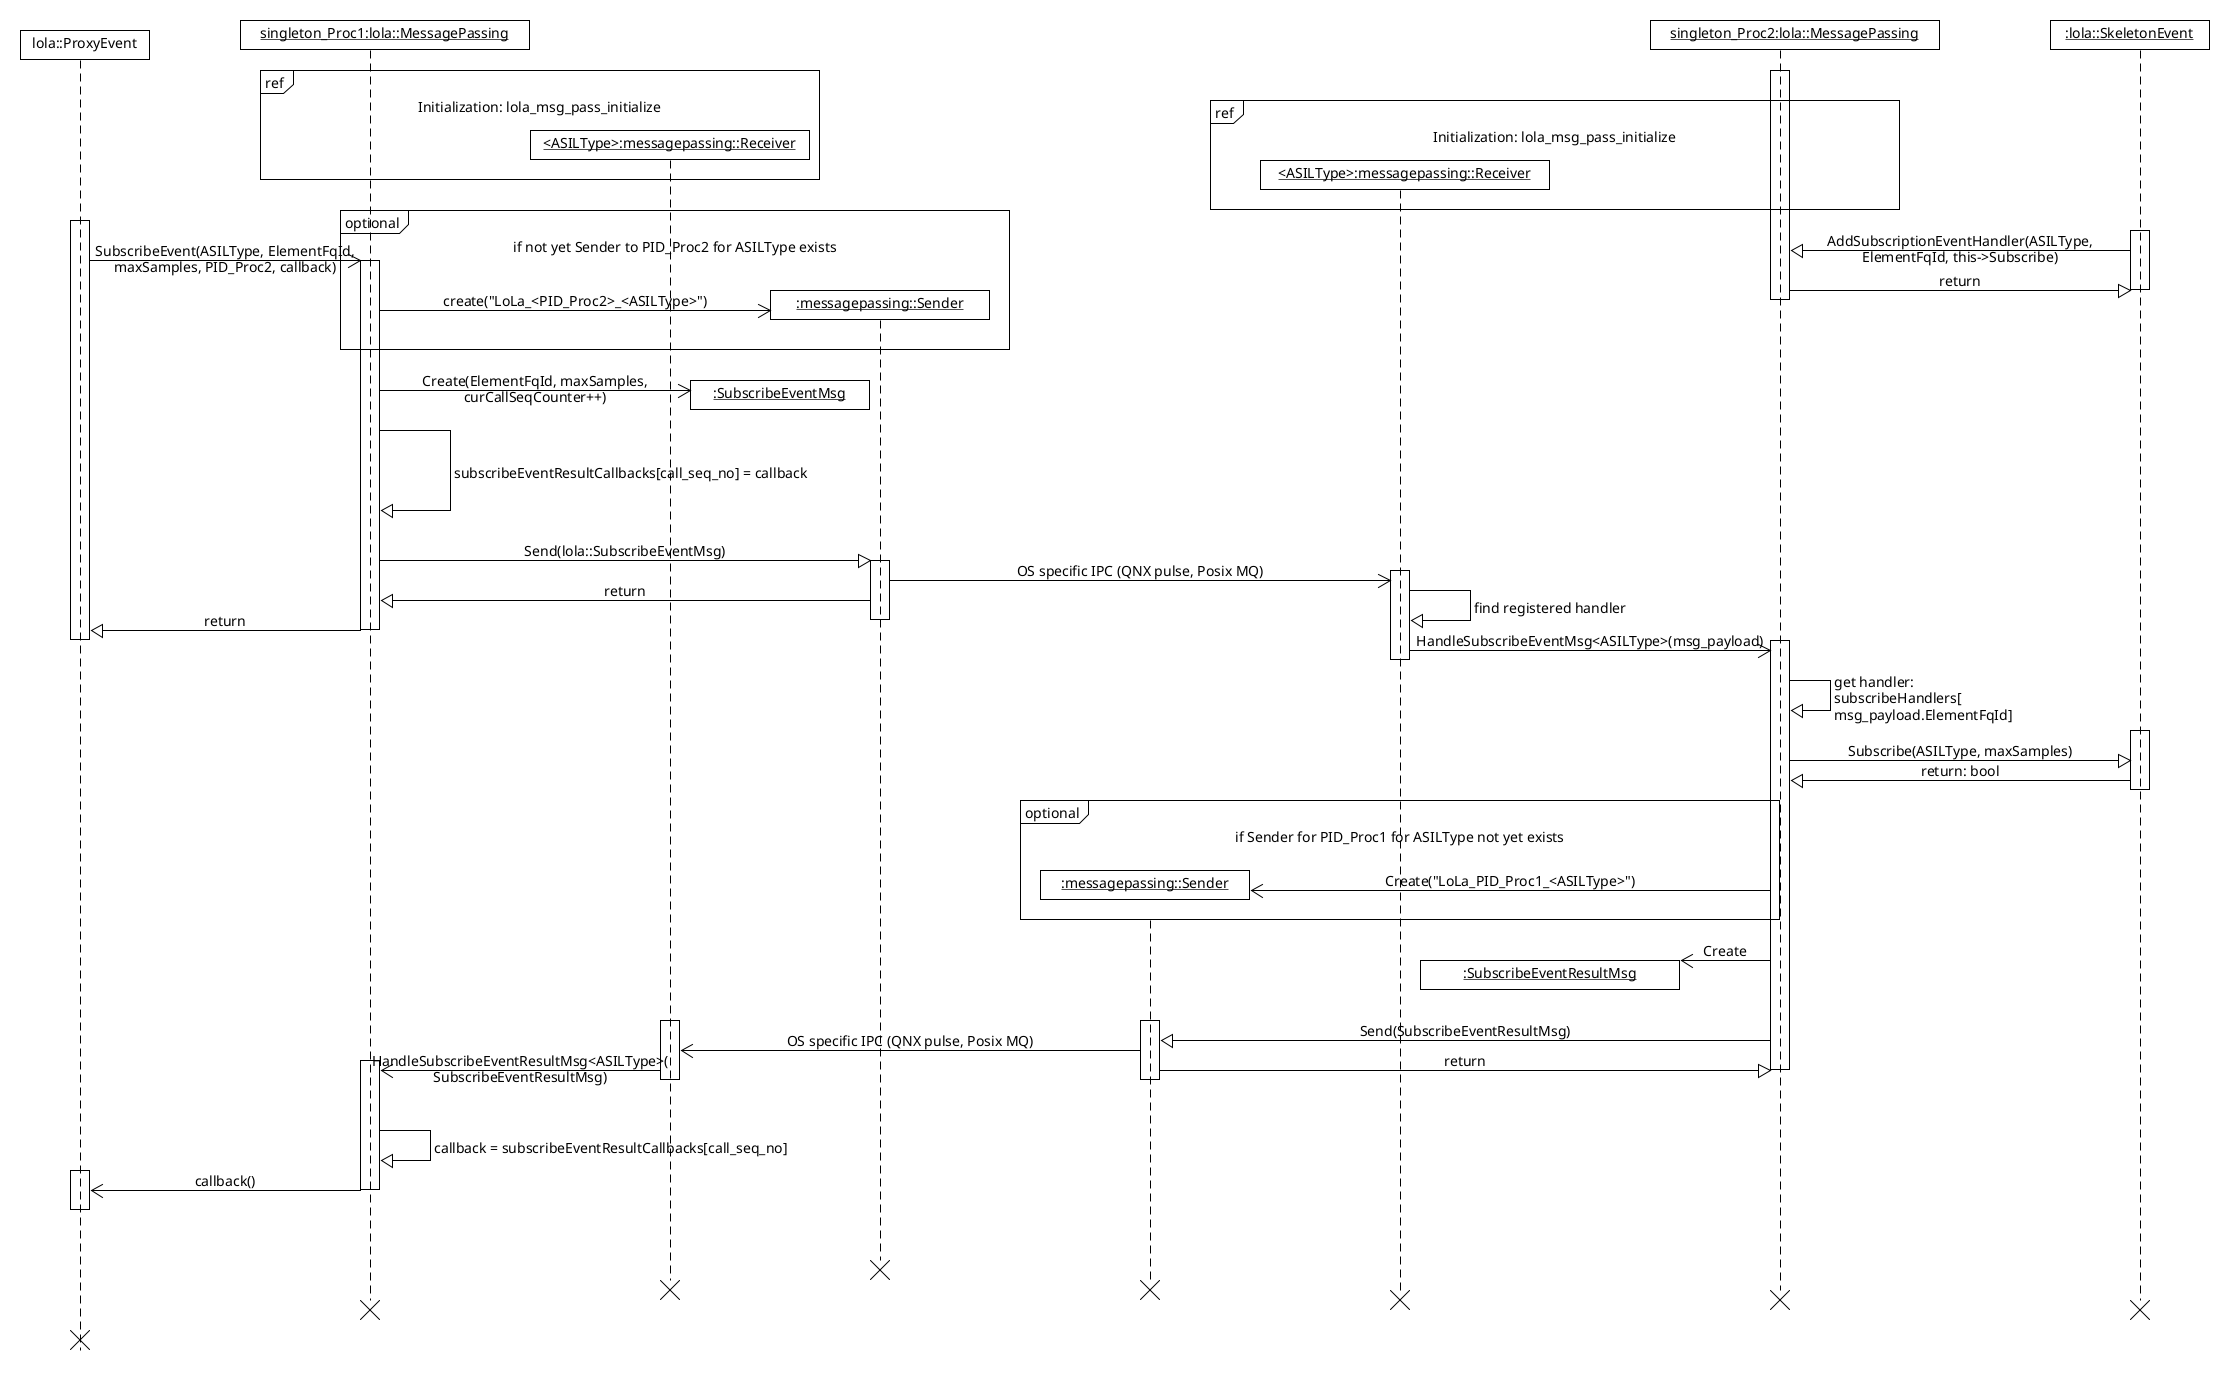 lola::ProxyEvent
singleton_Proc1:lola::MessagePassing
singleton_Proc2:lola::MessagePassing
:lola::SkeletonEvent
ref
Initialization: lola_msg_pass_initialize
<ASILType>:messagepassing::Receiver
ref
Initialization: lola_msg_pass_initialize
<ASILType>:messagepassing::Receiver
optional
if not yet Sender to PID_Proc2 for ASILType exists
SubscribeEvent(ASILType, ElementFqId,
maxSamples, PID_Proc2, callback)
AddSubscriptionEventHandler(ASILType,
ElementFqId, this->Subscribe)
return
create("LoLa_<PID_Proc2>_<ASILType>")
:messagepassing::Sender
Create(ElementFqId, maxSamples,
curCallSeqCounter++)
:SubscribeEventMsg
subscribeEventResultCallbacks[call_seq_no] = callback
Send(lola::SubscribeEventMsg)
OS specific IPC (QNX pulse, Posix MQ)
return
find registered handler
return
HandleSubscribeEventMsg<ASILType>(msg_payload)
get handler:
subscribeHandlers[
msg_payload.ElementFqId]
Subscribe(ASILType, maxSamples)
return: bool
optional
if Sender for PID_Proc1 for ASILType not yet exists
:messagepassing::Sender
Create("LoLa_PID_Proc1_<ASILType>")
Create
:SubscribeEventResultMsg
Send(SubscribeEventResultMsg)
OS specific IPC (QNX pulse, Posix MQ)
HandleSubscribeEventResultMsg<ASILType>(
SubscribeEventResultMsg)
return
callback = subscribeEventResultCallbacks[call_seq_no]
callback()